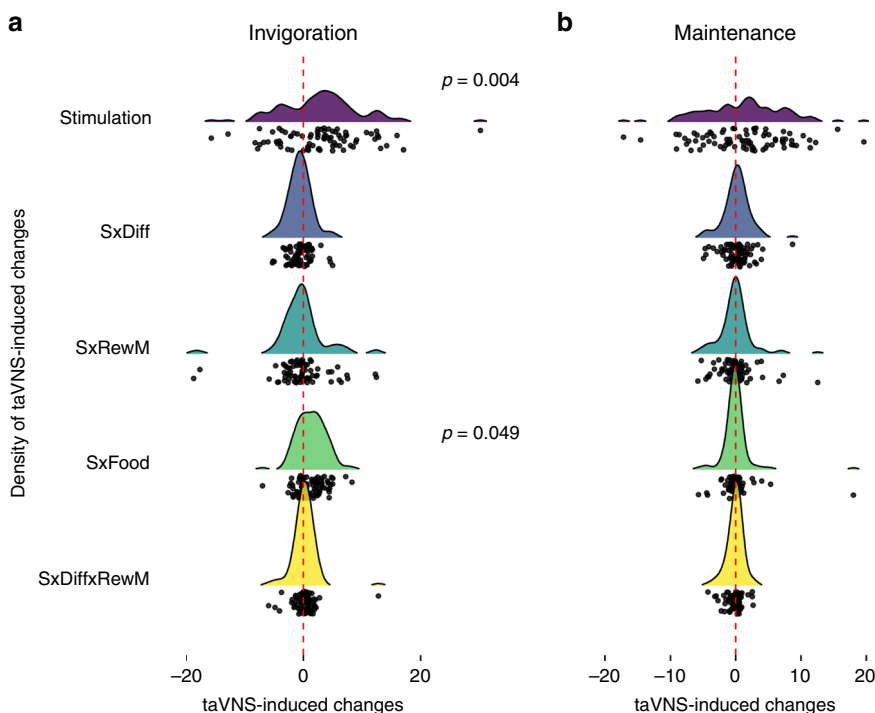 a
Invigoration
b
Maintenance
p = 0.004
Stimulation
SxDiff
SxRewM
p = 0.049
SxFood
SxDiffxRewM
Density of taVNS-induced changes
–20
0
20
taVNS-induced changes
–20
–10
0
10
20
taVNS-induced changes